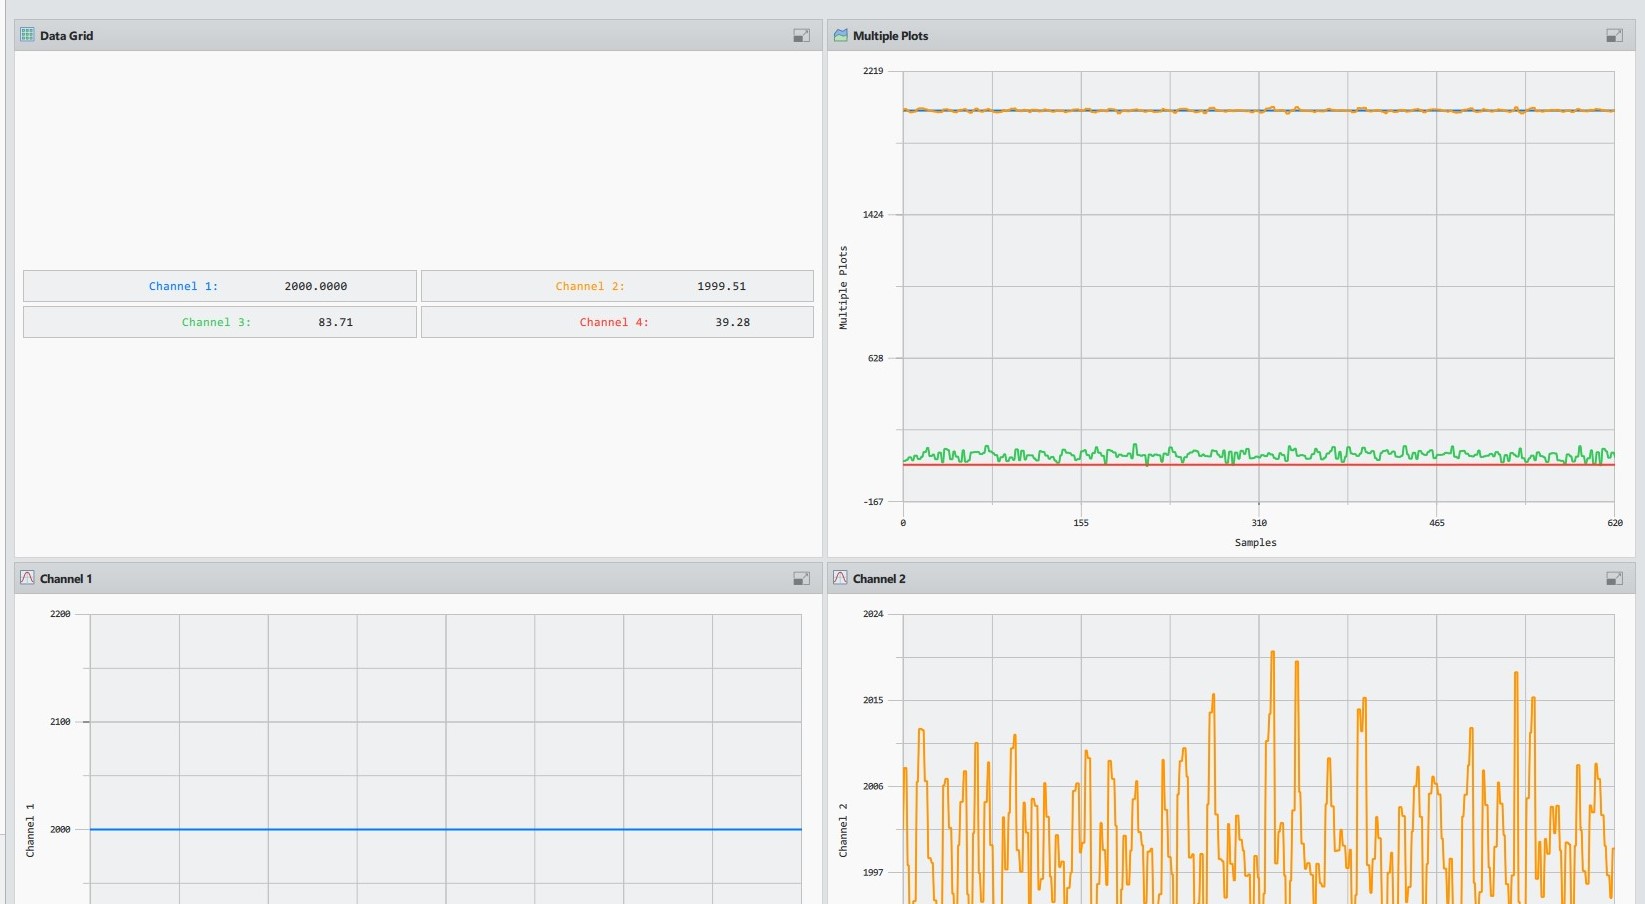 Data Grid
Channel 1: 2000.0000
Channel 2: 1999.51
Channel 3: 83.71
Channel 4: 39.28
Multiple Plots
2219
1424
628
-167
Multiple Plots
0 155 310 465 620
Samples
Channel 1
2200
2100
2000
Channel 1
Channel 2
2024
2015
2006
1997
Channel 2